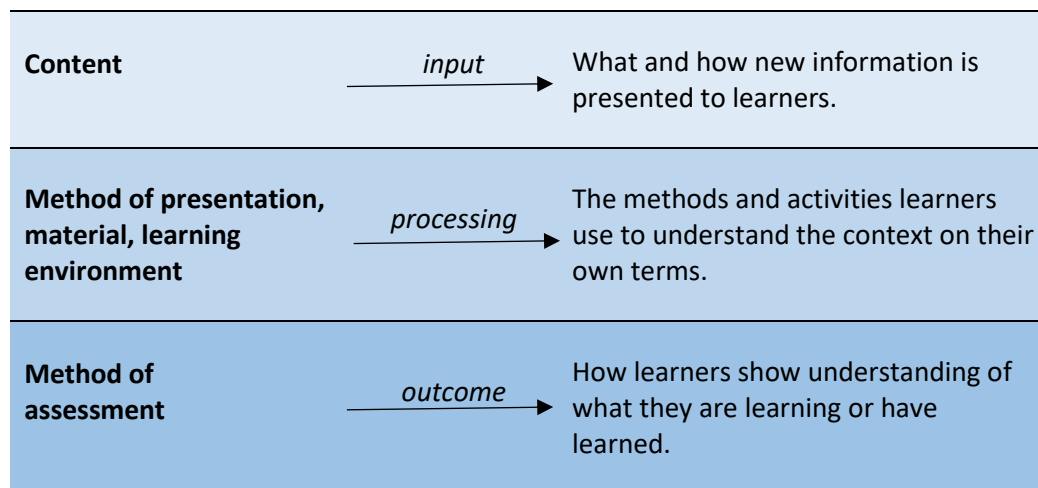 Content
input
What and how new information is
presented to learners.
Method of presentation,
material, learning
environment
processing
The methods and activities learners
use to understand the context on their
own terms.
Method of
assessment
outcome
How learners show understanding of
what they are learning or have
learned.